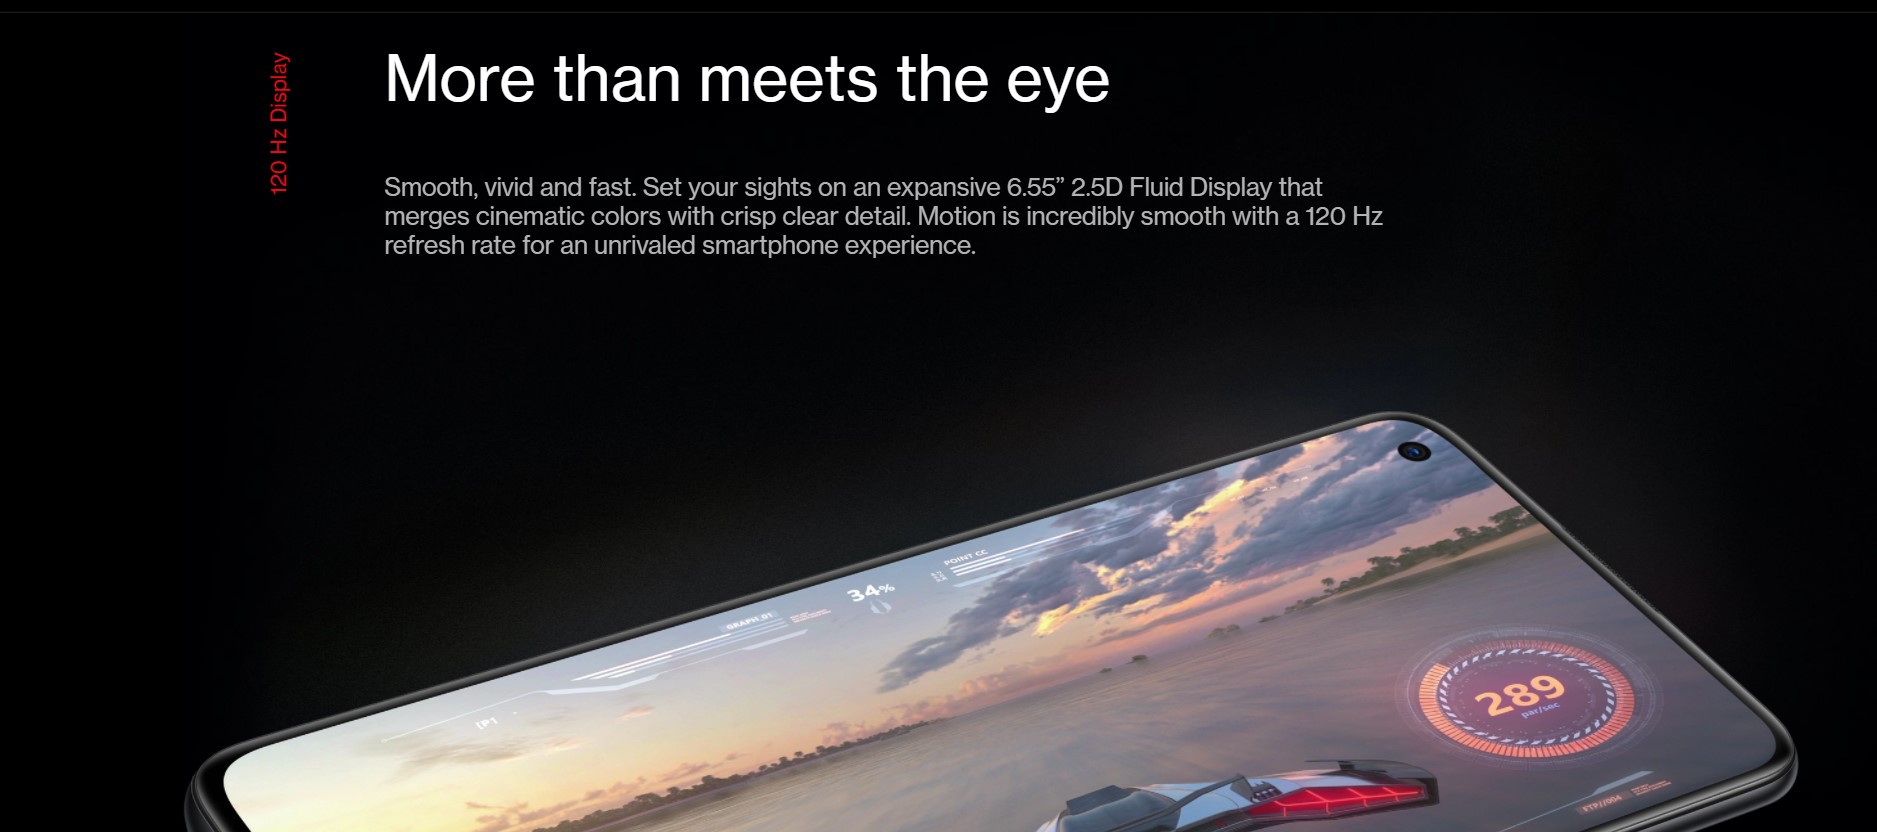 120 Hz Display
More than meets the eye
Smooth, vivid and fast. Set your sights on an expansive 6.55” 2.5D Fluid Display that
merges cinematic colors with crisp clear detail. Motion is incredibly smooth with a 120 Hz
refresh rate for an unrivaled smartphone experience.
POINT CC
34%
GRAPH_01
[P1
289
par/sec
FTP//004